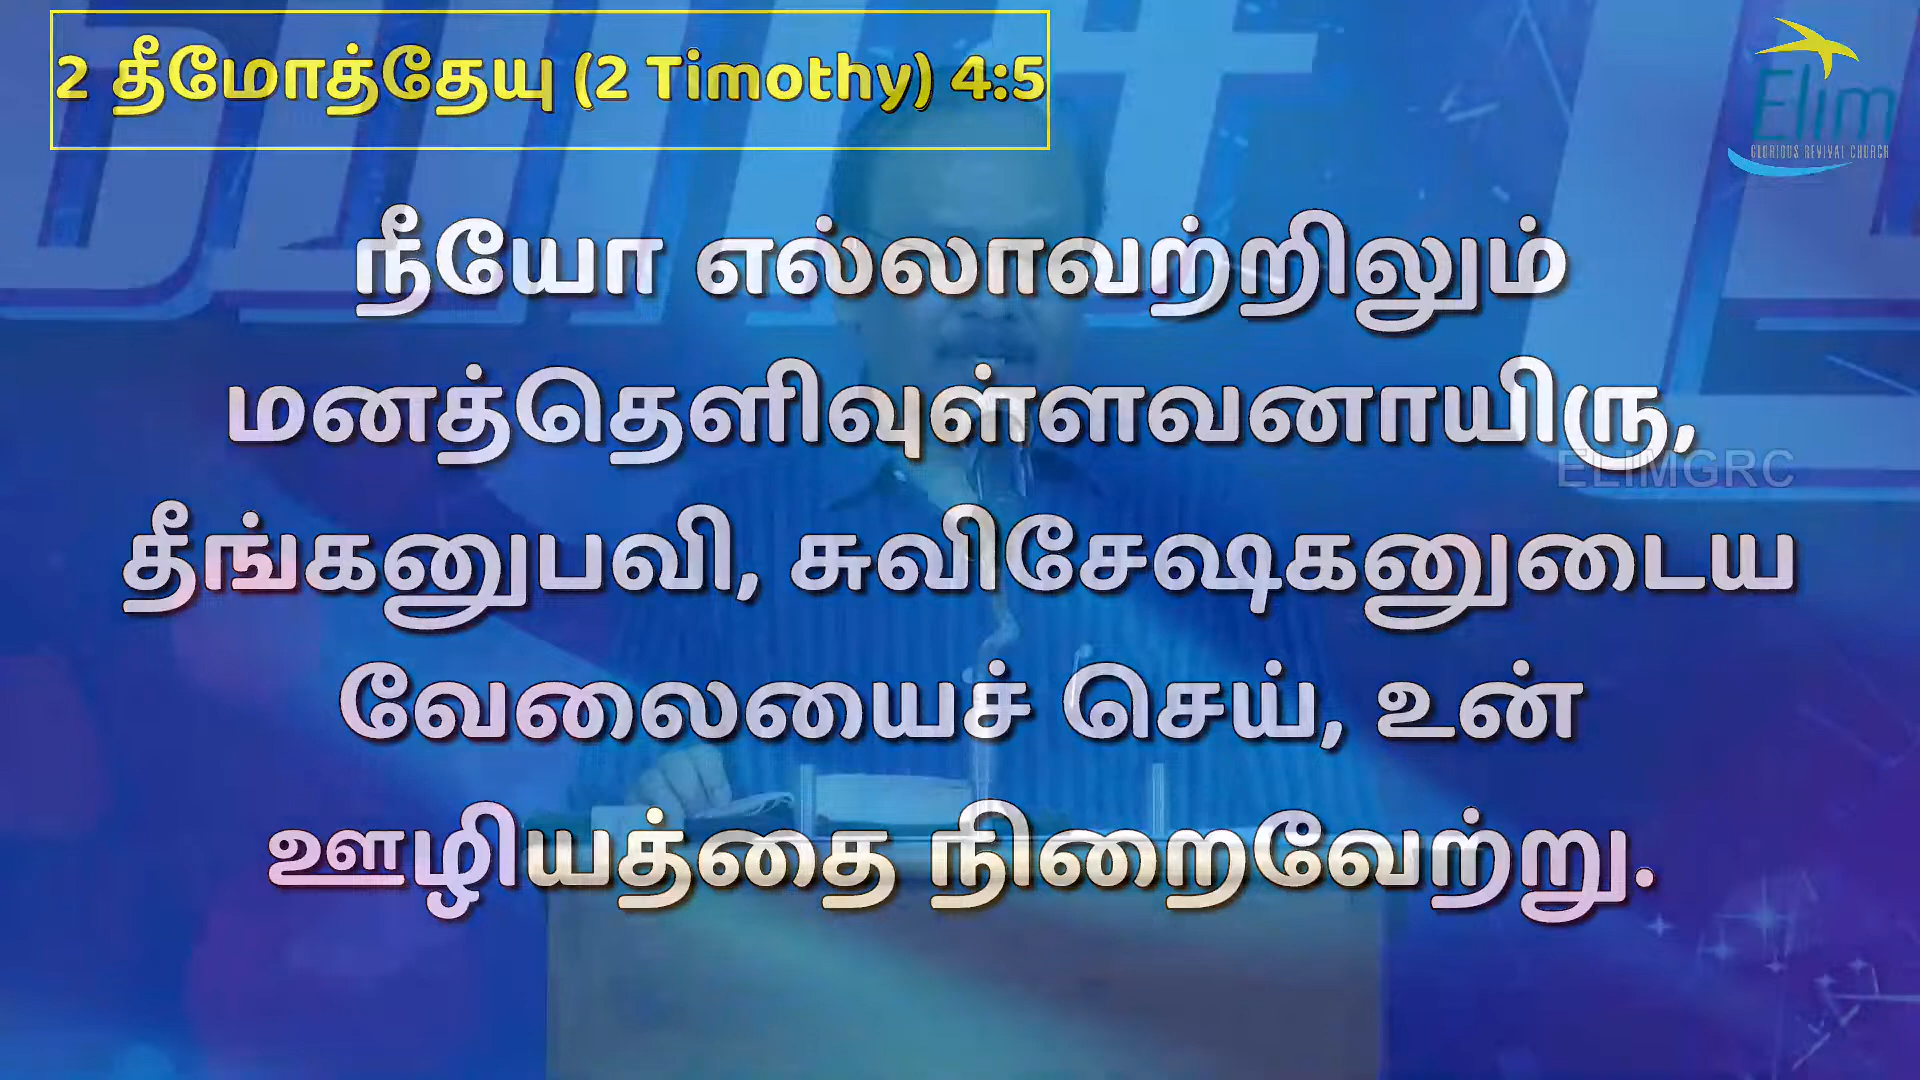 2 தீமோத்தேயு (2 Timothy) 4:5
Elim
GLORIOUS REVIVAL CHURCH
நீயோ எல்லாவற்றிலும்
மனத்தெளிவுள்ளவனாயிரு,
ELIMGRC
தீங்கனுபவி, சுவிசேஷகனுடைய
வேலையைச் செய், உன்
ஊழியத்தை நிறைவேற்று.